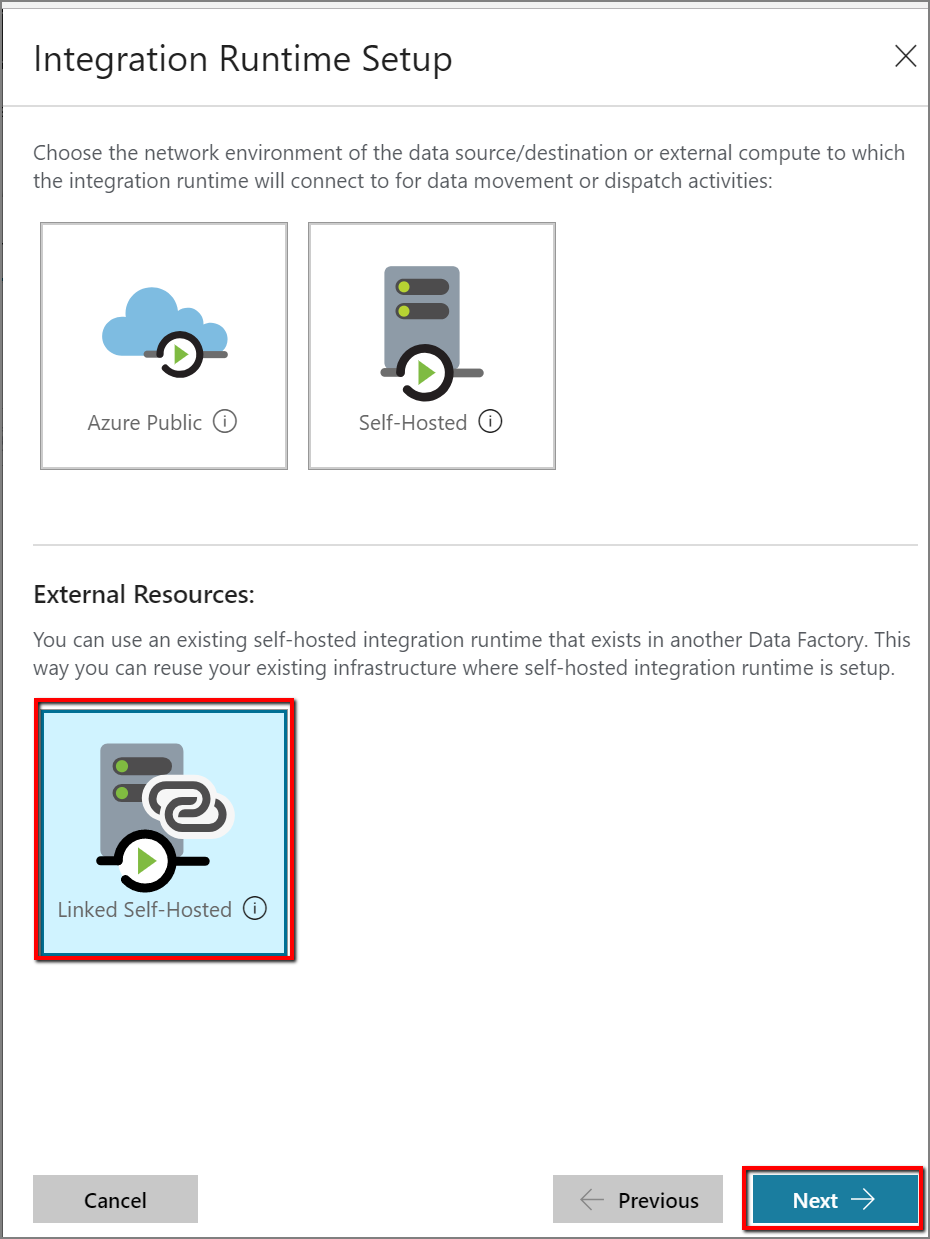 Integration Runtime Setup
Choose the network environment of the data source/destination or external compute to which
the integration runtime will connect to for data movement or dispatch activities:
Azure Public
Self-Hosted
External Resources:
You can use an existing self-hosted integration runtime that exists in another Data Factory. This
way you can reuse your existing infrastructure where self-hosted integration runtime is setup.
Linked Self-Hosted
Cancel
Previous
Next